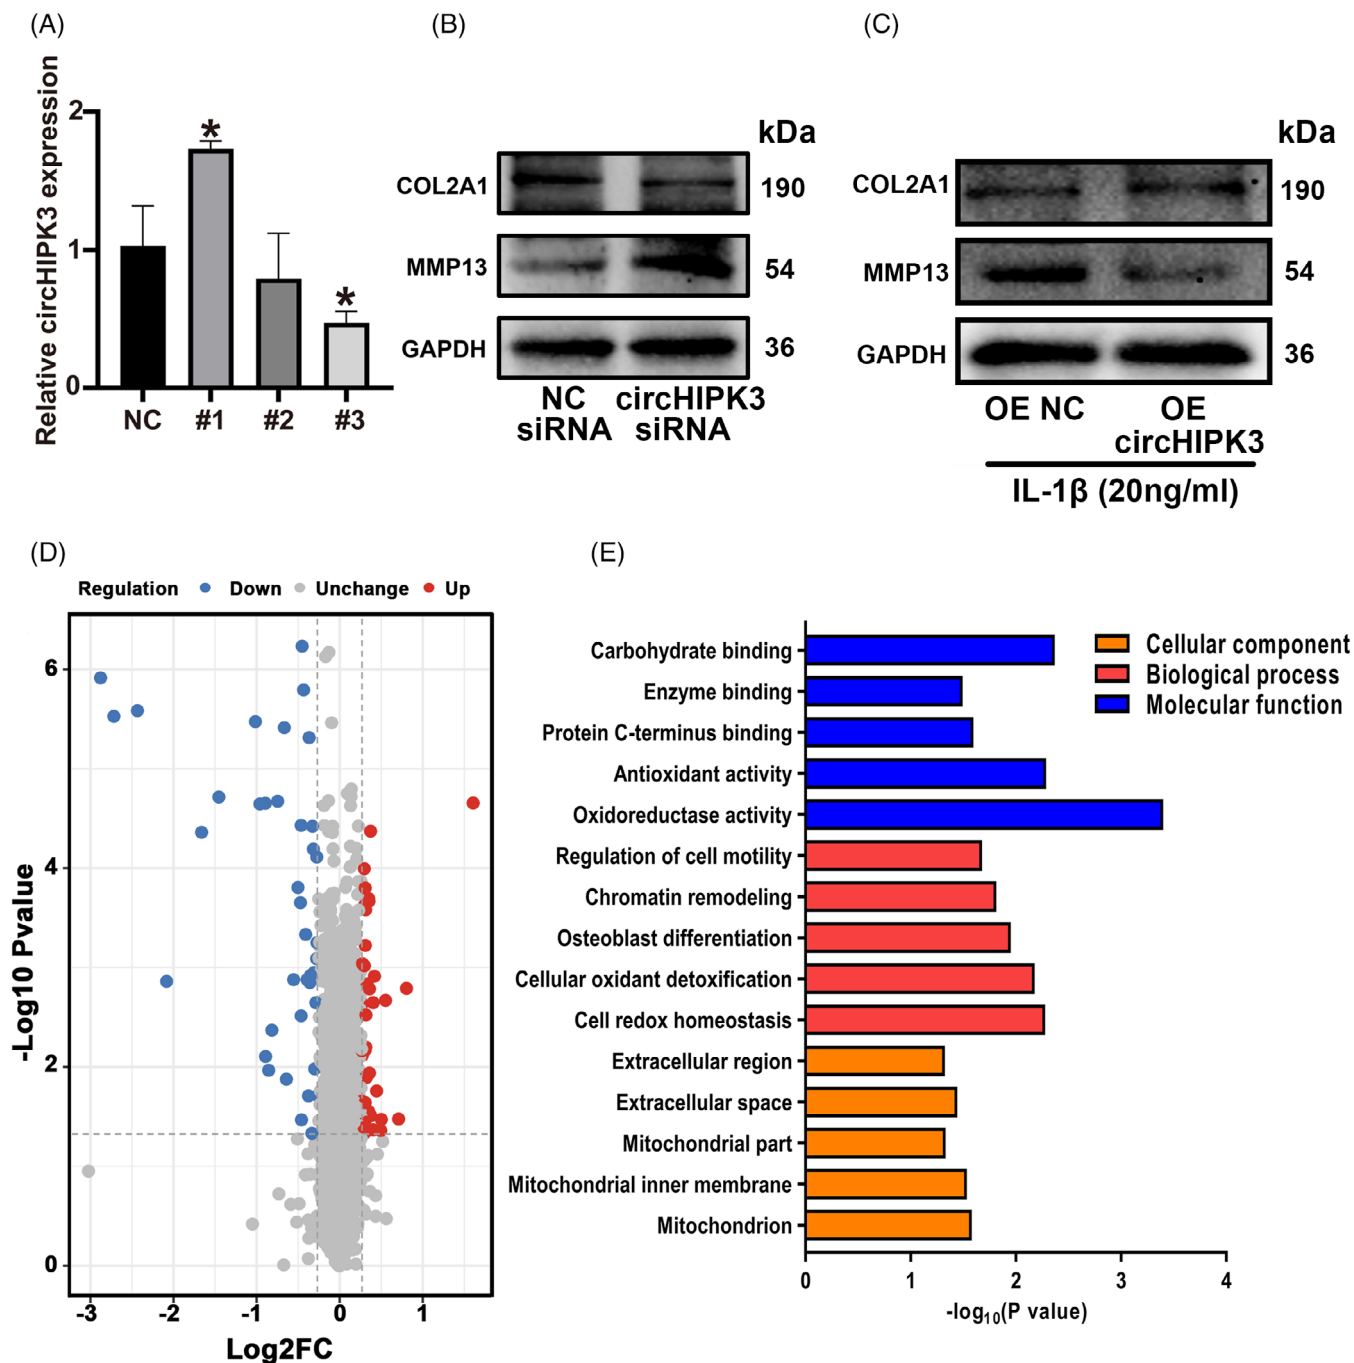 (A)
Relative circHIPK3 expression
2
1
0
*
*
NC #1 #2 #3
(B)
kDa
COL2A1 190
MMP13 54
GAPDH 36
NC circHIPK3
siRNA siRNA
(C)
kDa
COL2A1 190
MMP13 54
GAPDH 36
OE NC OE
circHIPK3
IL-1β (20ng/ml)
(D)
Regulation Down Unchange Up
-Log10 Pvalue
6
4
2
0
-3 -2 -1 0 1
Log2FC
(E)
Cellular component
Biological process
Molecular function
Carbohydrate binding
Enzyme binding
Protein C-terminus binding
Antioxidant activity
Oxidoreductase activity
Regulation of cell motility
Chromatin remodeling
Osteoblast differentiation
Cellular oxidant detoxification
Cell redox homeostasis
Extracellular region
Extracellular space
Mitochondrial part
Mitochondrial inner membrane
Mitochondrion
0 1 2 3 4
-log10(P value)